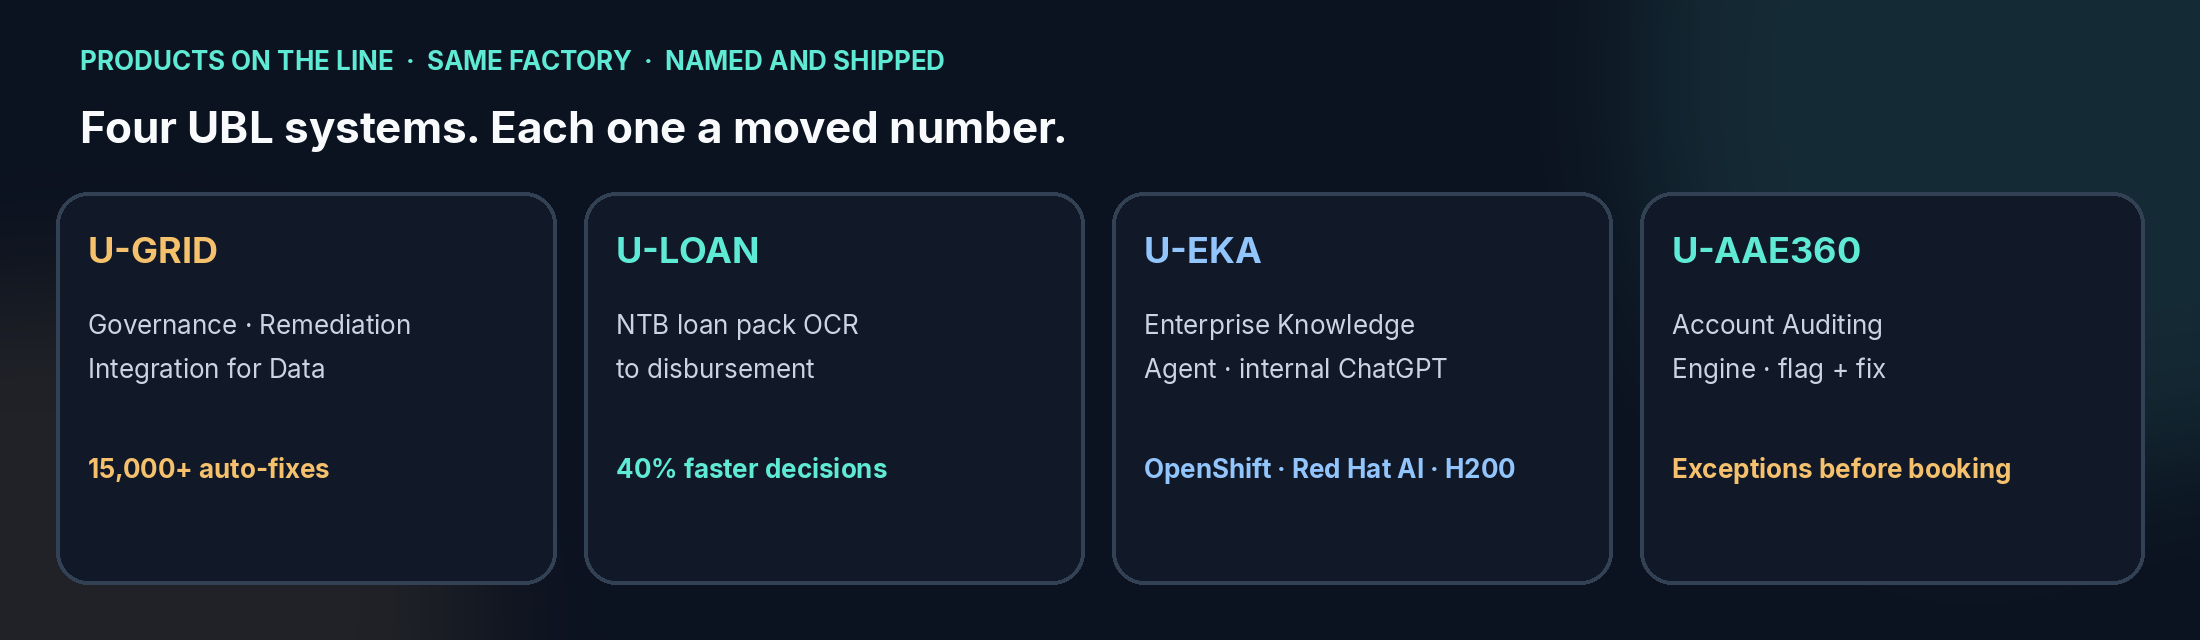 PRODUCTS ON THE LINE · SAME FACTORY · NAMED AND SHIPPED
Four UBL systems. Each one a moved number.
U-GRID
Governance · Remediation
Integration for Data
15,000+ auto-fixes
U-LOAN
NTB loan pack OCR
to disbursement
40% faster decisions
U-EKA
Enterprise Knowledge
Agent · internal ChatGPT
OpenShift · Red Hat AI · H200
U-AAE360
Account Auditing
Engine · flag + fix
Exceptions before booking